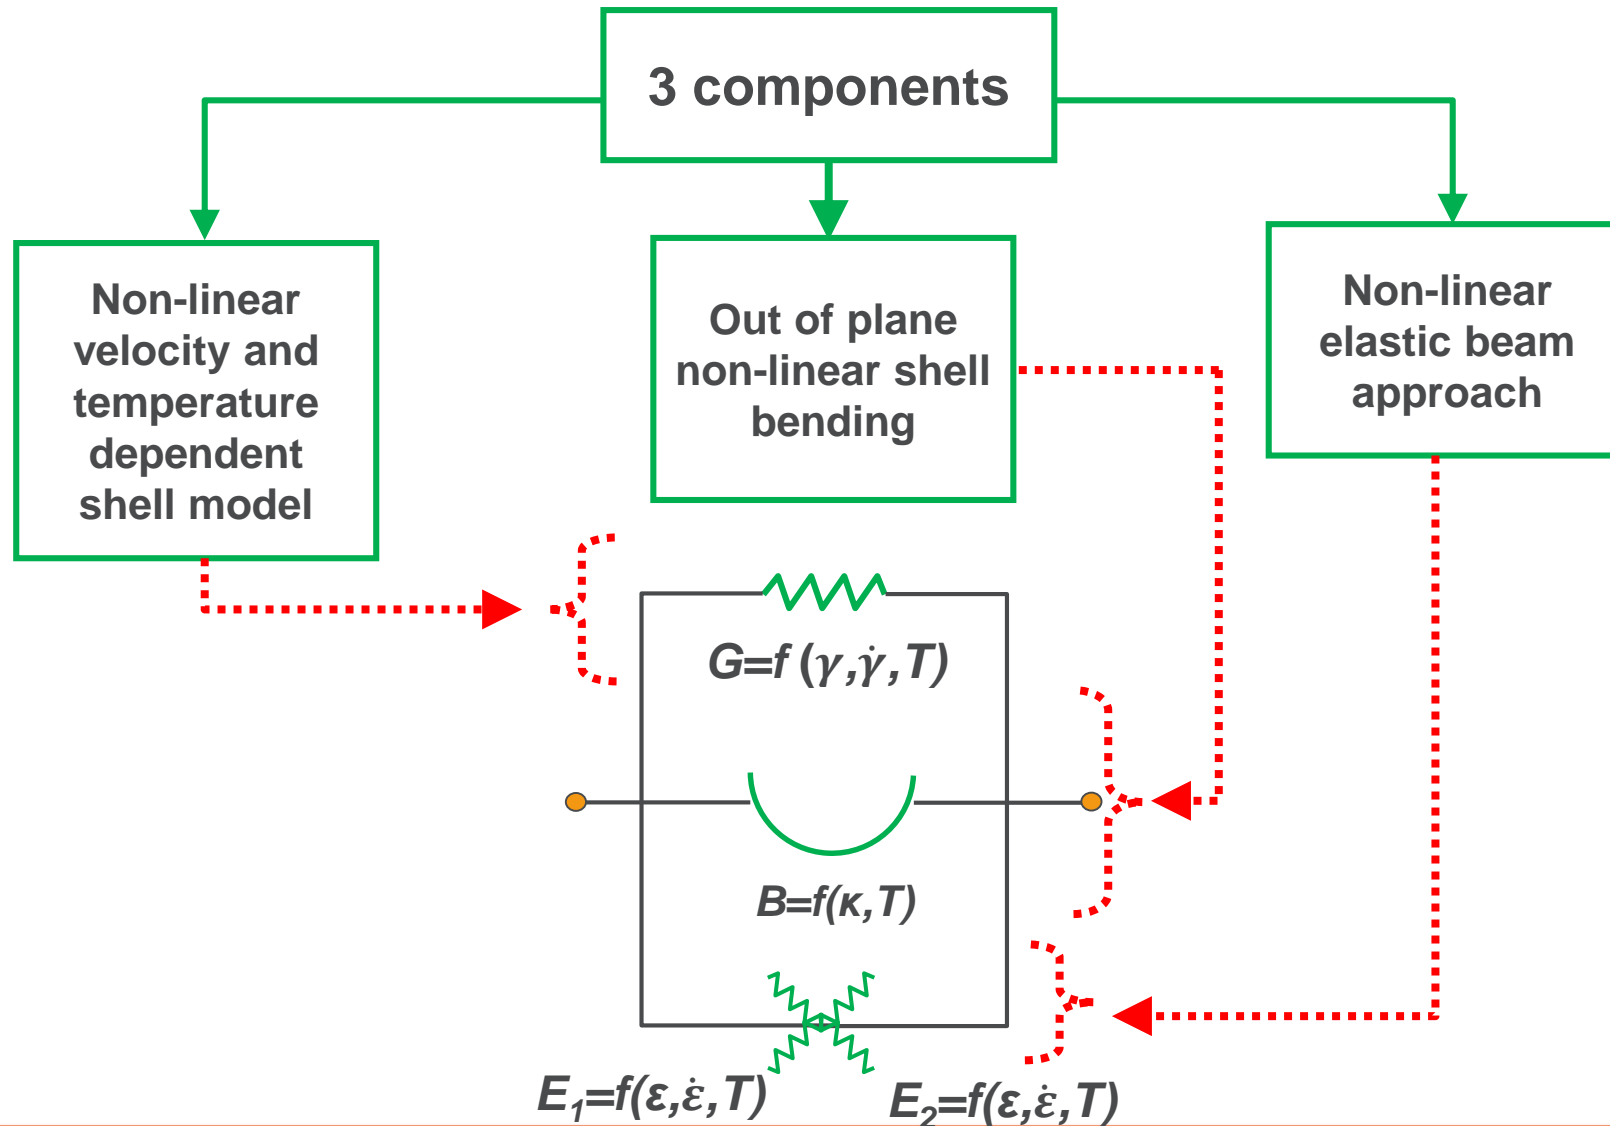 3 components
Non-linear
velocity and
temperature
dependent
shell model
Out of plane
non-linear shell
bending
Non-linear
elastic beam
approach
G=f (γ,γ̇,T)
B=f(κ,T)
E₁=f(ε,ε̇,T)
E₂=f(ε,ε̇,T)